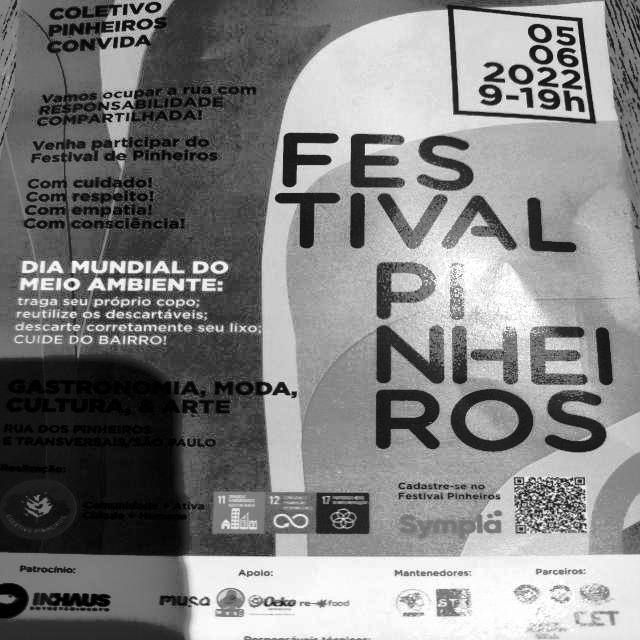 COLETIVO
PINHEIROS
CONVIDA
05
06
2022
9-19h
Vamos ocupar a rua com
RESPONSABILIDADE
COMPARTILHADA!
Venha participar do
Festival de Pinheiros
Com cuidado!
Com respeito!
Com empatia!
Com consciência!
FES
TIVAL
PI
NHEI
ROS
DIA MUNDIAL DO
MEIO AMBIENTE:
traga seu próprio copo;
reutilize os descartáveis;
descarte corretamente seu lixo;
CUIDE DO BAIRRO!
GASTRONOMIA, MODA,
CULTURA, & ARTE
RUA DOS PINHEIROS
E TRANSVERSAIS/SÃO PAULO
Realização:
11 12 17
Cadastre-se no
Festival Pinheiros
Sympla
Patrocínio:
INHAUS
Apoio:
muca
re food
Mantenedores:
Parceiros:
CET